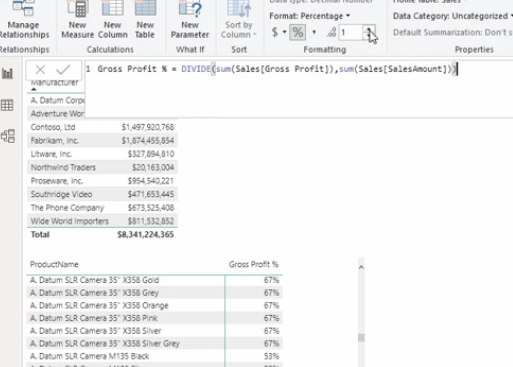 Data type: Decimal Number
Home Table: Sales
Manage
Relationships
New
Measure
New
Column
New
Table
New
Parameter
Sort by
Column
Format: Percentage
$ % , .00 1
Data Category: Uncategorized
Default Summarization: Don't s
Relationships
Calculations
What If
Sort
Formatting
Properties
1 Gross Profit % = DIVIDE(sum(Sales[Gross Profit]),sum(Sales[SalesAmount]))
Manufacturer
A. Datum Corpo
Adventure Wor
Contoso, Ltd $1,497,920,768
Fabrikam, Inc. $1,874,455,854
Litware, Inc. $327,894,810
Northwind Traders $20,163,004
Proseware, Inc. $954,540,221
Southridge Video $471,653,445
The Phone Company $673,525,408
Wide World Importers $811,532,852
Total $8,341,224,365
ProductName Gross Profit %
A. Datum SLR Camera 35" X358 Gold 67%
A. Datum SLR Camera 35" X358 Grey 67%
A. Datum SLR Camera 35" X358 Orange 67%
A. Datum SLR Camera 35" X358 Pink 67%
A. Datum SLR Camera 35" X358 Silver 67%
A. Datum SLR Camera 35" X358 Silver Grey 67%
A. Datum SLR Camera M135 Black 53%